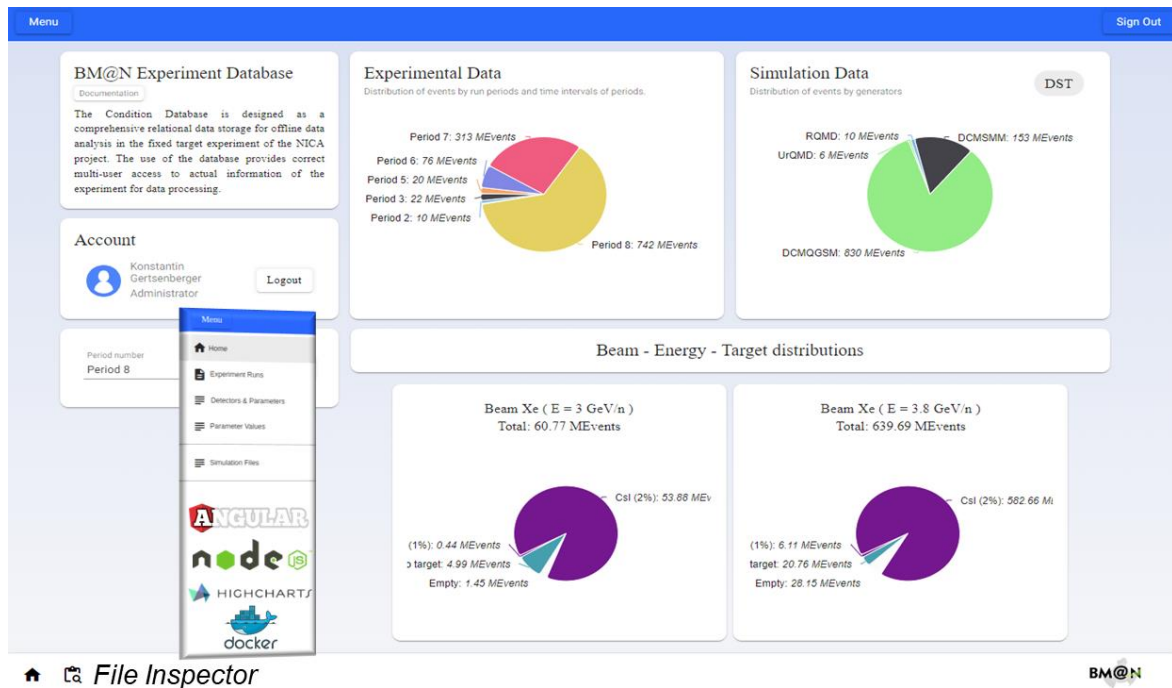 Menu
Sign Out
BM@N Experiment Database
Documentation
The Condition Database is designed as a
comprehensive relational data storage for offline data
analysis in the fixed target experiment of the NICA
project. The use of the database provides correct
multi-user access to actual information of the
experiment for data processing.
Account
Konstantin
Gertsenberger
Administrator
Logout
Period number
Period 8
Menu
Home
Experiment Runs
Detectors & Parameters
Parameter Values
Simulation Files
ANGULAR
node JS
HIGHCHARTS
docker
Experimental Data
Distribution of events by run periods and time intervals of periods.
Period 7: 313 MEvents
Period 6: 76 MEvents
Period 5: 20 MEvents
Period 3: 22 MEvents
Period 2: 10 MEvents
Period 8: 742 MEvents
Simulation Data
Distribution of events by generators
DST
RQMD: 10 MEvents
DCMSMM: 153 MEvents
UrQMD: 6 MEvents
DCMQGSM: 830 MEvents
Beam - Energy - Target distributions
Beam Xe ( E = 3 GeV/n )
Total: 60.77 MEvents
CsI (2%): 53.88 MEv
(1%): 0.44 MEvents
target: 4.99 MEvents
Empty: 1.45 MEvents
Beam Xe ( E = 3.8 GeV/n )
Total: 639.69 MEvents
CsI (2%): 582.66
(1%): 6.11 MEvents
target: 20.76 MEvents
Empty: 28.15 MEvents
File Inspector
BM@N